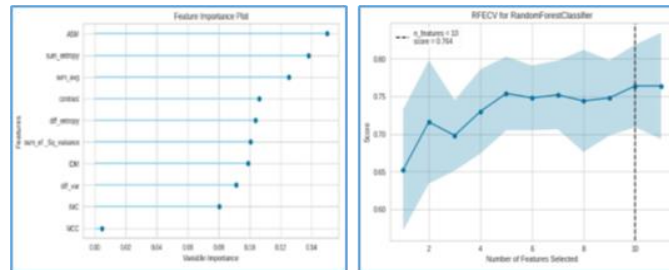 Feature Importance Plot
sum_entropy
sum_avg
contrast
diff_entropy
sum_of_Sq_variance
diff_var
MCC
Features
0.00
0.02
0.04
0.06
0.08
0.10
0.12
0.14
Variable Importance
RFECV for RandomForestClassifier
n_features = 10
score = 0.764
0.80
0.75
0.70
0.65
0.60
Score
2
4
6
8
10
Number of Features Selected